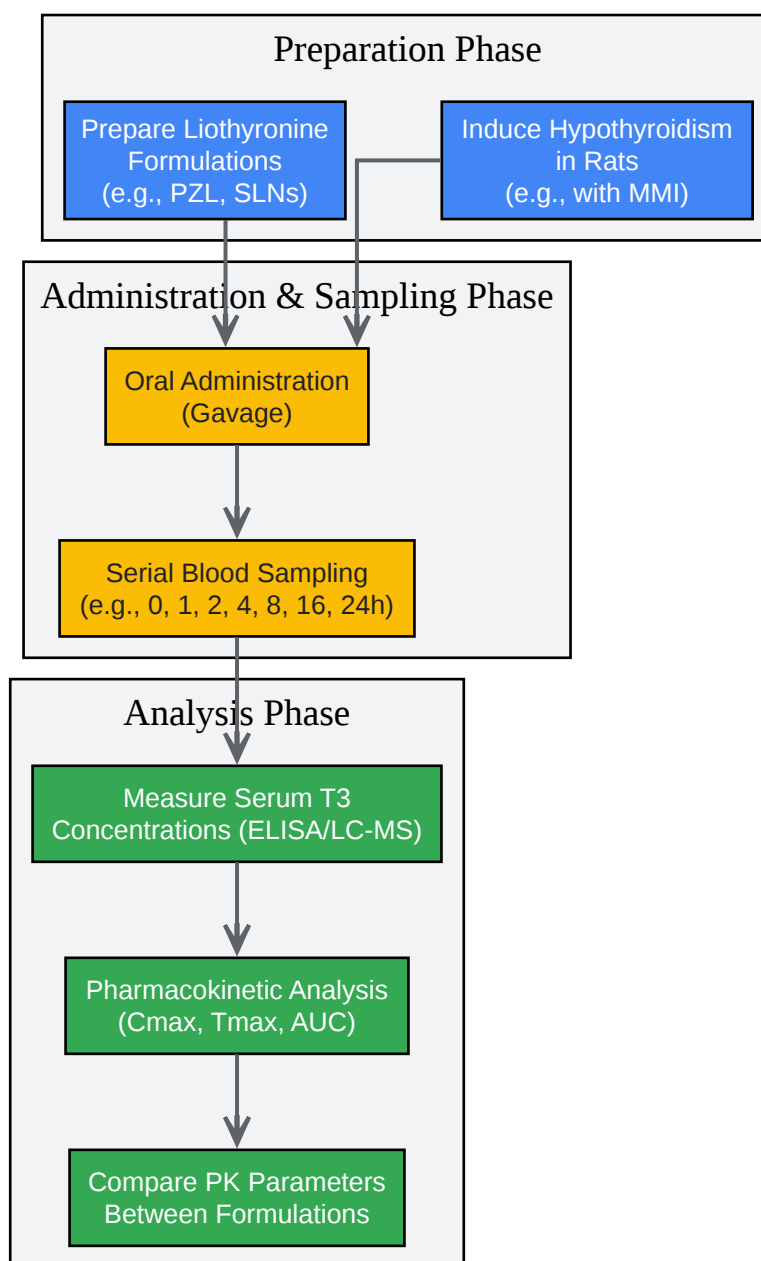 Preparation Phase
Prepare Liothyronine
Formulations
(e.g., PZL, SLNs)
Induce Hypothyroidism
in Rats
(e.g., with MMI)
Administration & Sampling Phase
Oral Administration
(Gavage)
Serial Blood Sampling
(e.g., 0, 1, 2, 4, 8, 16, 24h)
Analysis Phase
Measure Serum T3
Concentrations (ELISA/LC-MS)
Pharmacokinetic Analysis
(Cmax, Tmax, AUC)
Compare PK Parameters
Between Formulations